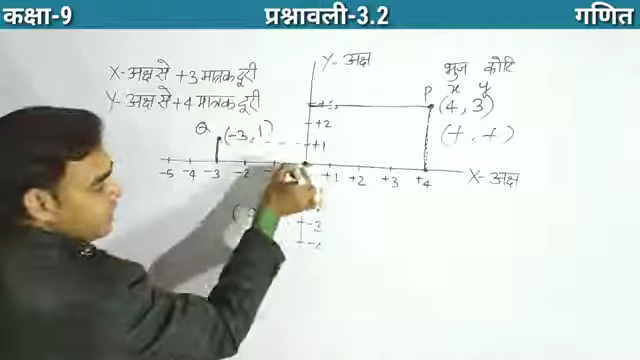 कक्षा-9 प्रश्नावली-3.2 गणित
Y-अक्ष
X-अक्ष से +3 मात्रक दूरी
Y-अक्ष से +4 मात्रक दूरी
भुज कोटि
x y
P (4, 3)
(+, +)
Q (-3, 1)
+2
+1
-5 -4 -3 -2 +1 +2 +3 +4 X-अक्ष
-3